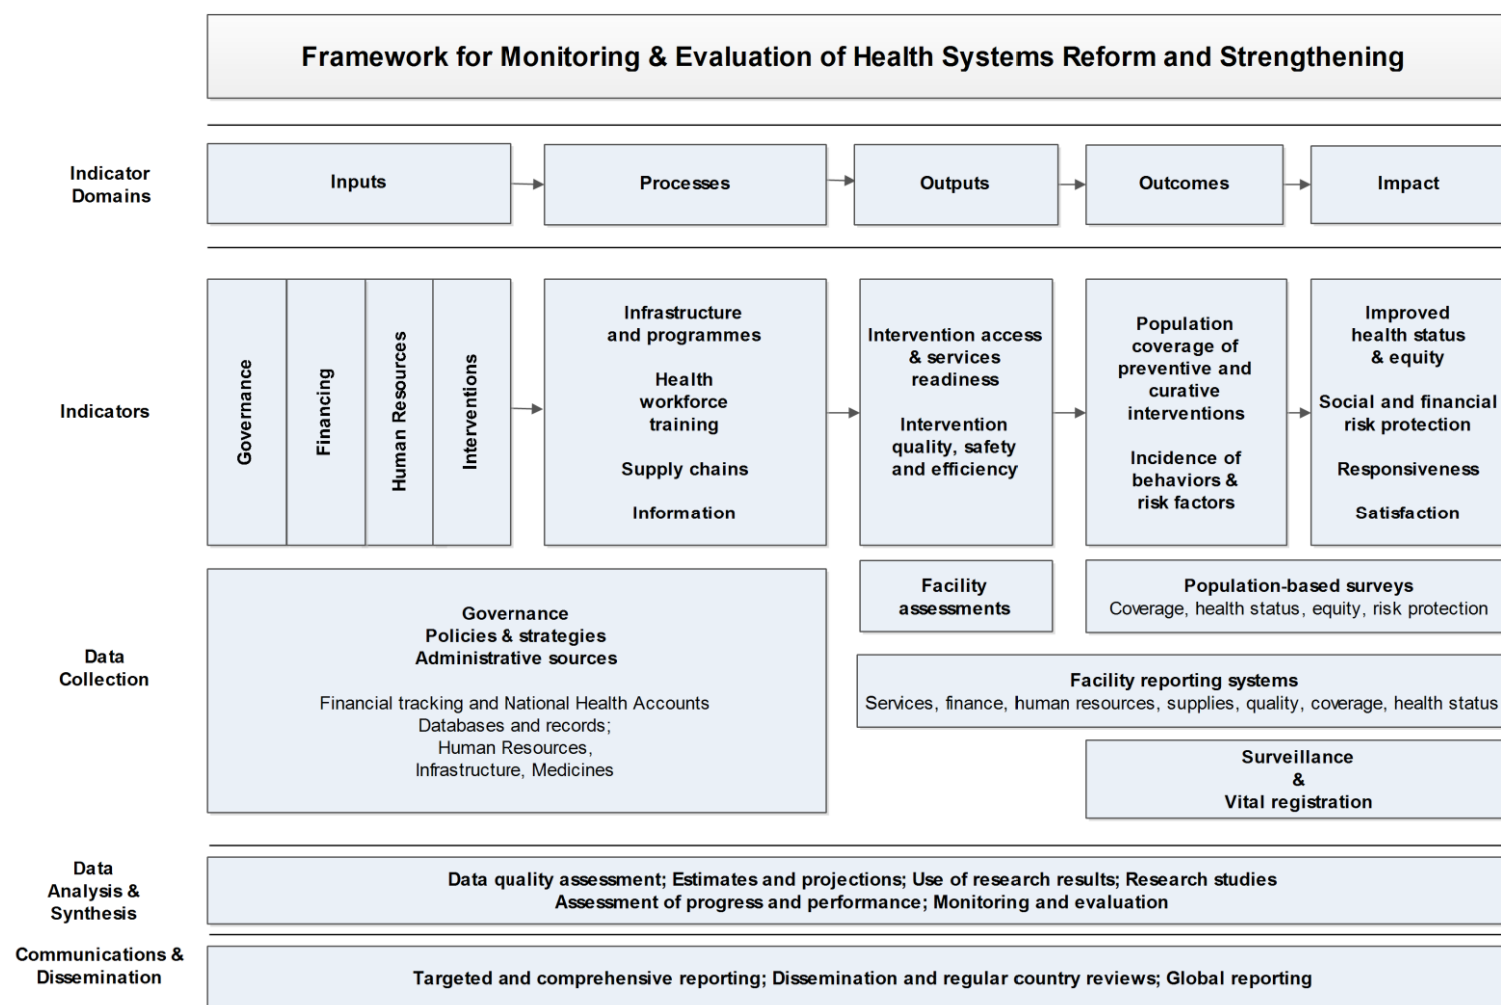 Framework for Monitoring & Evaluation of Health Systems Reform and Strengthening
Indicator
Domains
Inputs
Processes
Outputs
Outcomes
Impact
Indicators
Governance
Financing
Human Resources
Interventions
Infrastructure
and programmes
Health
workforce
training
Supply chains
Information
Intervention access
& services
readiness
Intervention
quality, safety
and efficiency
Population
coverage of
preventive and
curative
interventions
Incidence of
behaviors &
risk factors
Improved
health status
& equity
Social and financial
risk protection
Responsiveness
Satisfaction
Data
Collection
Governance
Policies & strategies
Administrative sources
Financial tracking and National Health Accounts
Databases and records;
Human Resources,
Infrastructure, Medicines
Facility
assessments
Population-based surveys
Coverage, health status, equity, risk protection
Facility reporting systems
Services, finance, human resources, supplies, quality, coverage, health status
Surveillance
&
Vital registration
Data
Analysis &
Synthesis
Data quality assessment; Estimates and projections; Use of research results; Research studies
Assessment of progress and performance; Monitoring and evaluation
Communications &
Dissemination
Targeted and comprehensive reporting; Dissemination and regular country reviews; Global reporting